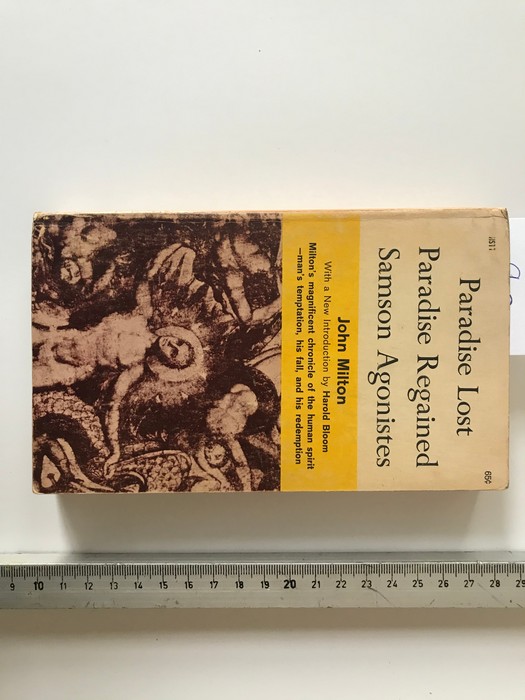 65¢
Paradise Lost
Paradise Regained
Samson Agonistes
John Milton
With a New Introduction by Harold Bloom
Milton's magnificent chronicle of the human spirit
—man's temptation, his fall, and his redemption
9 10 11 12 13 14 15 16 17 18 19 20 21 22 23 24 25 26 27 28 29